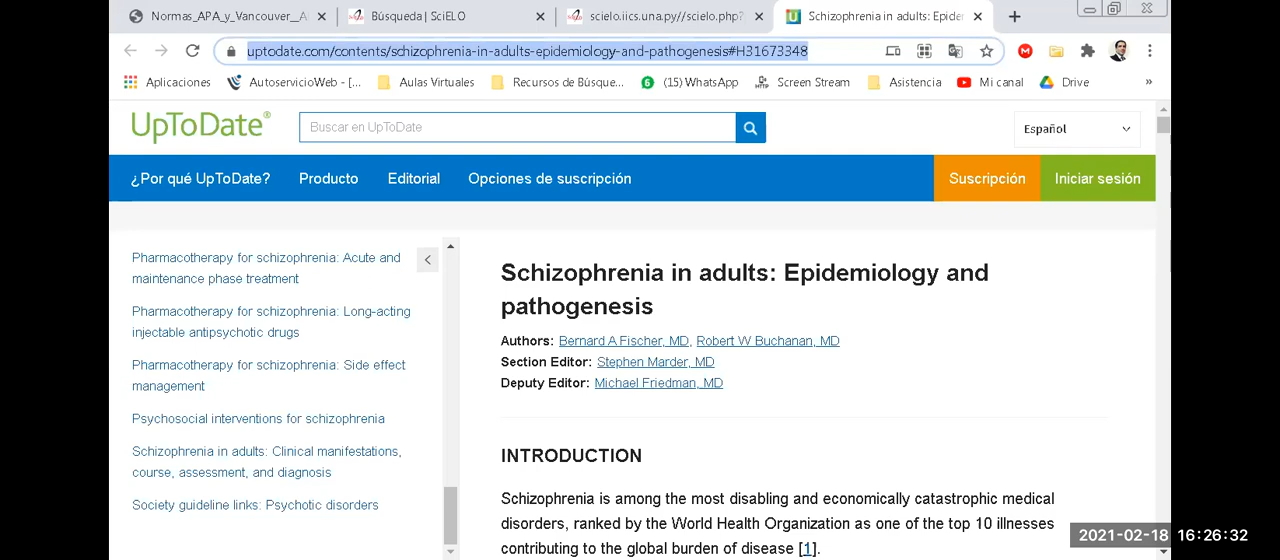 Normas_APA_y_Vancouver__A
Búsqueda | SciELO
scielo.iics.una.py//scielo.php?
Schizophrenia in adults: Epider
uptodate.com/contents/schizophrenia-in-adults-epidemiology-and-pathogenesis#H31673348
Aplicaciones
AutoservicioWeb - [...
Aulas Virtuales
Recursos de Búsque...
(15) WhatsApp
Screen Stream
Asistencia
Mi canal
Drive
»
UpToDate®
Buscar en UpToDate
Español
¿Por qué UpToDate?
Producto
Editorial
Opciones de suscripción
Suscripción
Iniciar sesión
Pharmacotherapy for schizophrenia: Acute and
maintenance phase treatment
Pharmacotherapy for schizophrenia: Long-acting
injectable antipsychotic drugs
Pharmacotherapy for schizophrenia: Side effect
management
Psychosocial interventions for schizophrenia
Schizophrenia in adults: Clinical manifestations,
course, assessment, and diagnosis
Society guideline links: Psychotic disorders
Schizophrenia in adults: Epidemiology and
pathogenesis
Authors: Bernard A Fischer, MD, Robert W Buchanan, MD
Section Editor: Stephen Marder, MD
Deputy Editor: Michael Friedman, MD
INTRODUCTION
Schizophrenia is among the most disabling and economically catastrophic medical
disorders, ranked by the World Health Organization as one of the top 10 illnesses
contributing to the global burden of disease [1].
2021-02-18 16:26:32